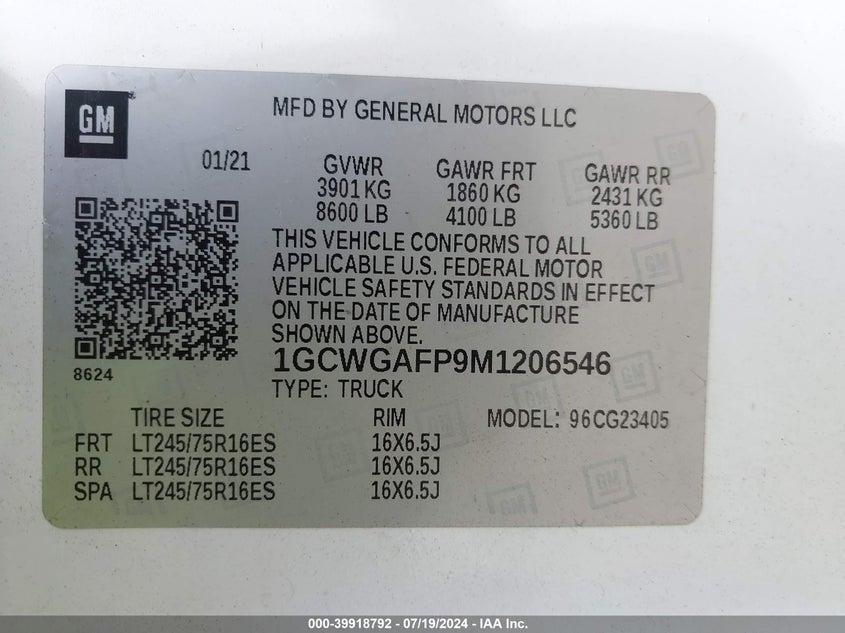 GM
MFD BY GENERAL MOTORS LLC
01/21
GVWR GAWR FRT GAWR RR
3901 KG 1860 KG 2431 KG
8600 LB 4100 LB 5360 LB
THIS VEHICLE CONFORMS TO ALL
APPLICABLE U.S. FEDERAL MOTOR
VEHICLE SAFETY STANDARDS IN EFFECT
ON THE DATE OF MANUFACTURE
SHOWN ABOVE.
8624
1GCWGAFP9M1206546
TYPE: TRUCK
TIRE SIZE RIM MODEL: 96CG23405
FRT LT245/75R16ES 16X6.5J
RR LT245/75R16ES 16X6.5J
SPA LT245/75R16ES 16X6.5J
000-39918792 - 07/19/2024 - IAA Inc.